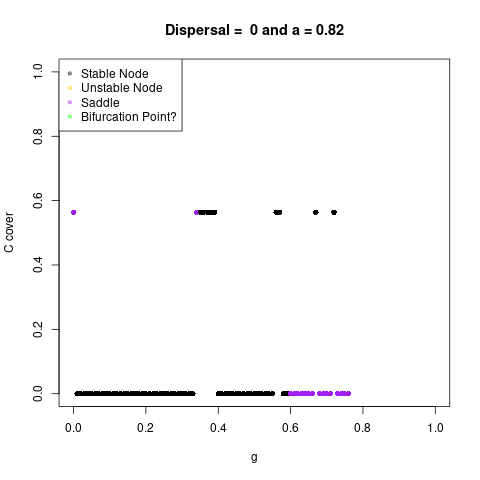 Dispersal =  0 and a = 0.82
Stable Node
Unstable Node
Saddle
Bifurcation Point?
C cover
1.0
0.8
0.6
0.4
0.2
0.0
0.0 0.2 0.4 0.6 0.8 1.0
g